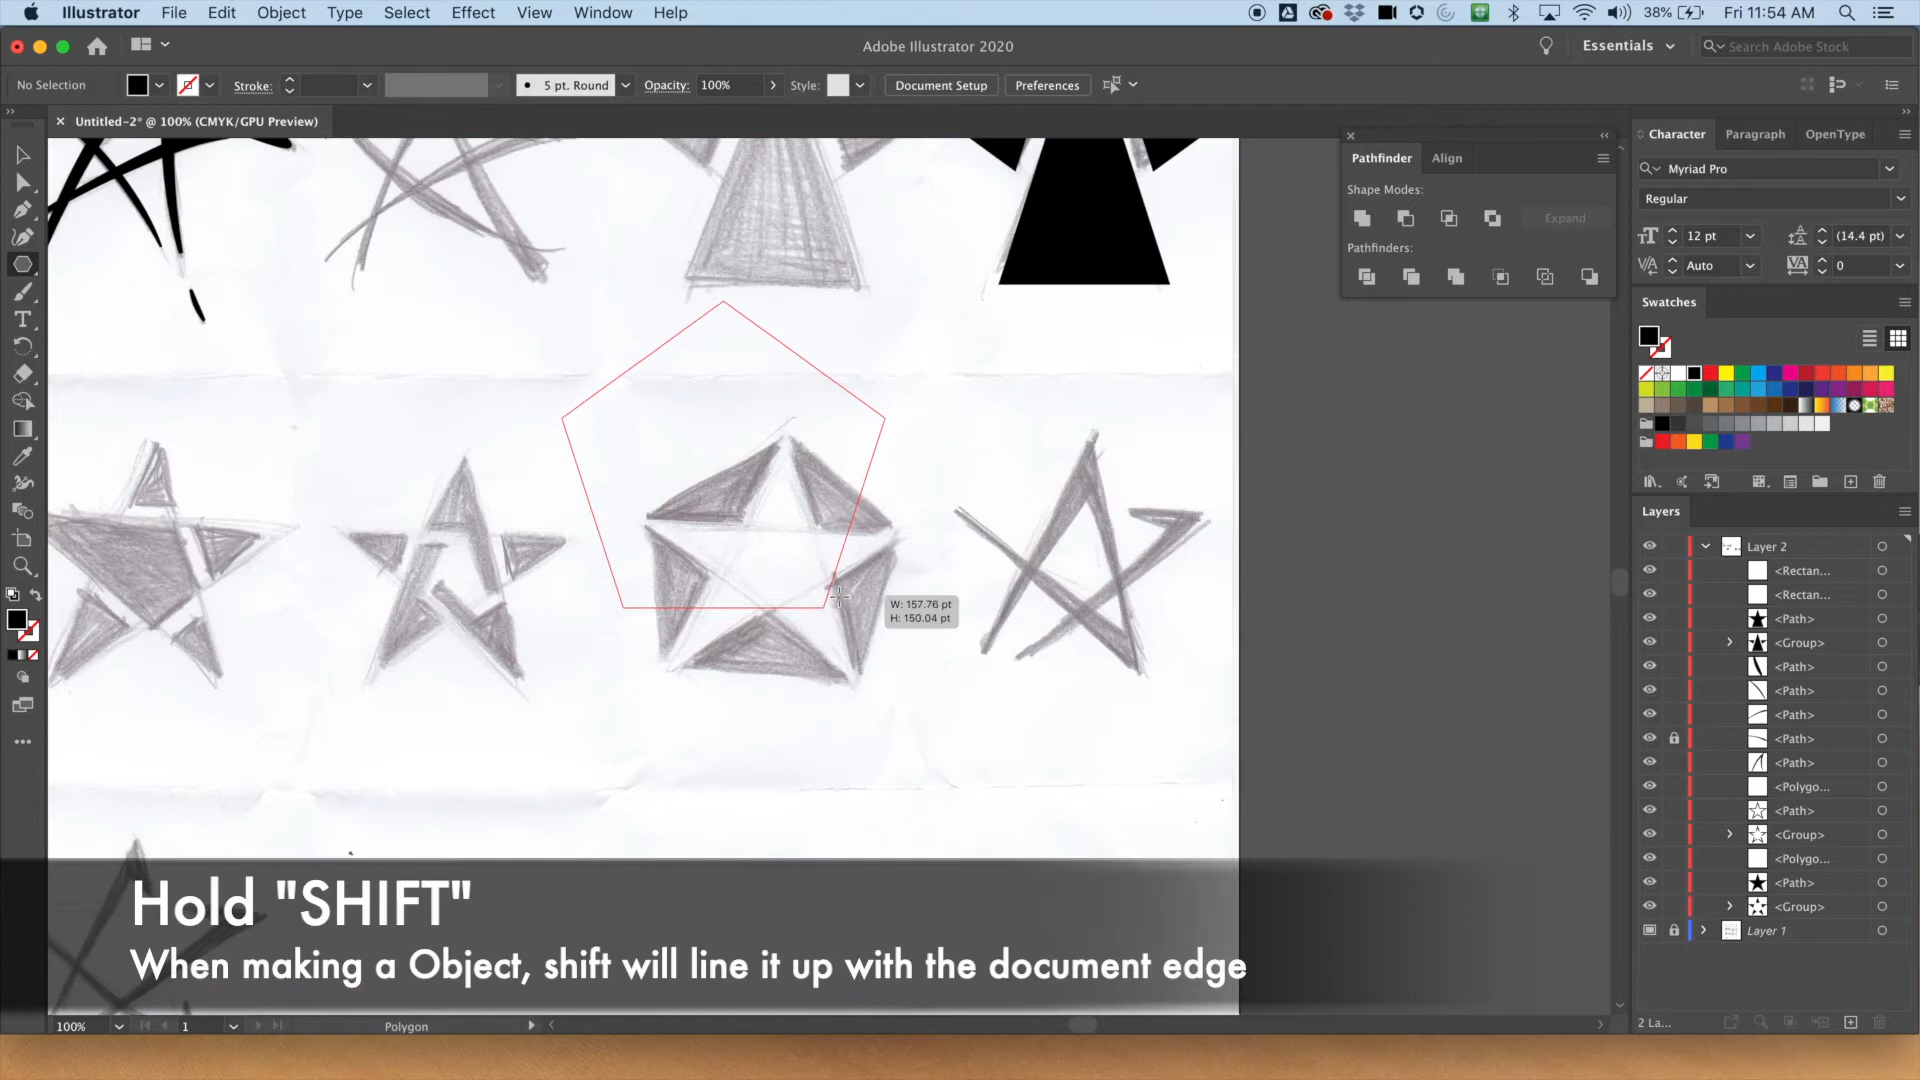 Illustrator File Edit Object Type Select Effect View Window Help 38% Fri 11:54 AM
Adobe Illustrator 2020 Essentials Search Adobe Stock
No Selection Stroke: 5 pt. Round Opacity: 100% Style: Document Setup Preferences
Untitled-2* @ 100% (CMYK/GPU Preview)
Character Paragraph OpenType
Pathfinder Align
Myriad Pro
Shape Modes:
Regular
Expand
12 pt (14.4 pt)
Pathfinders:
Auto 0
Swatches
Layers
Layer 2
<Rectan...
<Rectan...
<Path>
<Group>
<Path>
<Path>
<Path>
<Path>
<Path>
<Polygo...
<Path>
<Group>
<Polygo...
<Path>
<Group>
Layer 1
W: 157.76 pt
H: 150.04 pt
Hold "SHIFT"
When making a Object, shift will line it up with the document edge
100% 1 Polygon
2 La...